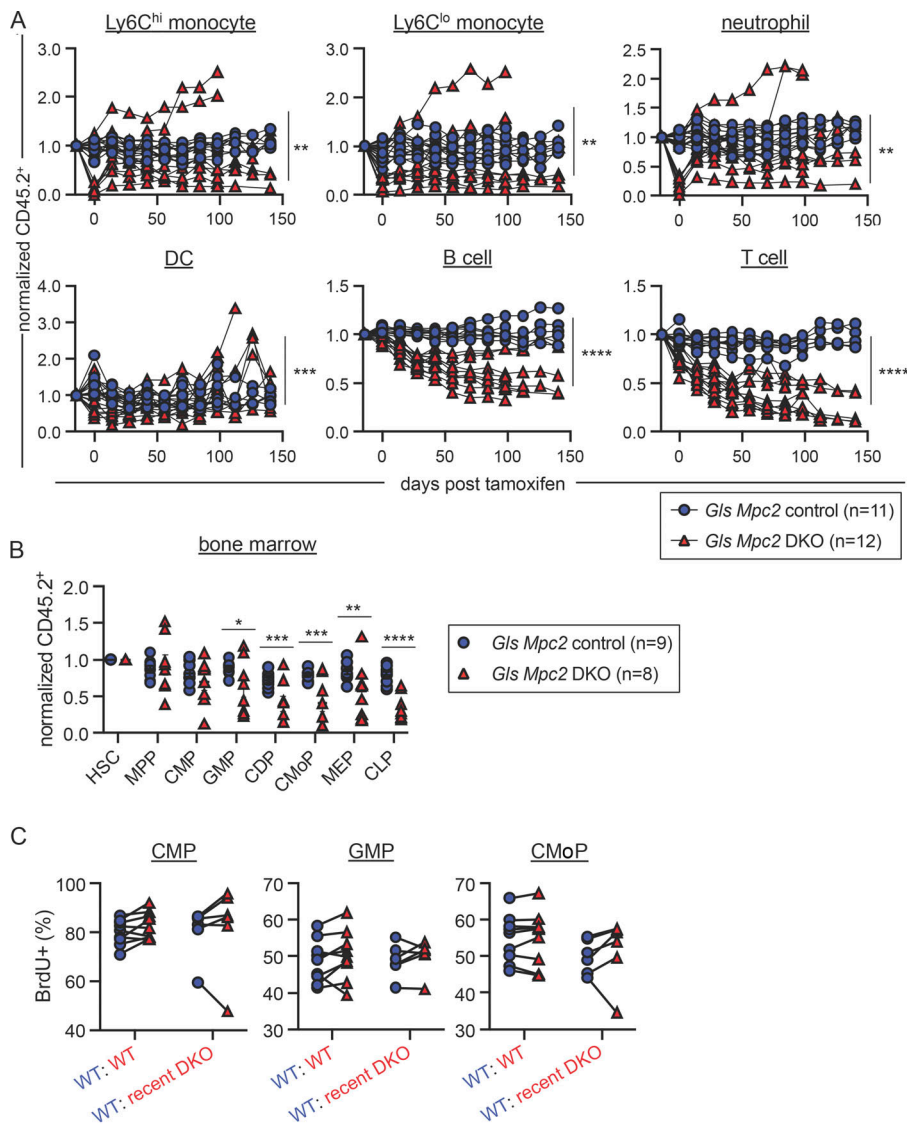 A
Ly6Chi monocyte
Ly6Clo monocyte
neutrophil
normalized CD45.2+
3.0
2.0
1.0
0.0
0 50 100 150
**
3.0
2.0
1.0
0.0
0 50 100 150
**
2.5
2.0
1.5
1.0
0.5
0.0
0 50 100 150
**
DC
B cell
T cell
4.0
3.0
2.0
1.0
0.0
0 50 100 150
***
1.5
1.0
0.5
0.0
0 50 100 150
****
1.5
1.0
0.5
0.0
0 50 100 150
****
days post tamoxifen
Gls Mpc2 control (n=11)
Gls Mpc2 DKO (n=12)
B
bone marrow
normalized CD45.2+
2.0
1.5
1.0
0.5
0.0
* *** *** ** ****
HSC MPP CMP GMP CDP CMoP MEP CLP
Gls Mpc2 control (n=9)
Gls Mpc2 DKO (n=8)
C
CMP
GMP
CMoP
BrdU+ (%)
100
80
60
40
WT: WT
WT: recent DKO
70
60
50
40
30
WT: WT
WT: recent DKO
70
60
50
40
30
WT: WT
WT: recent DKO